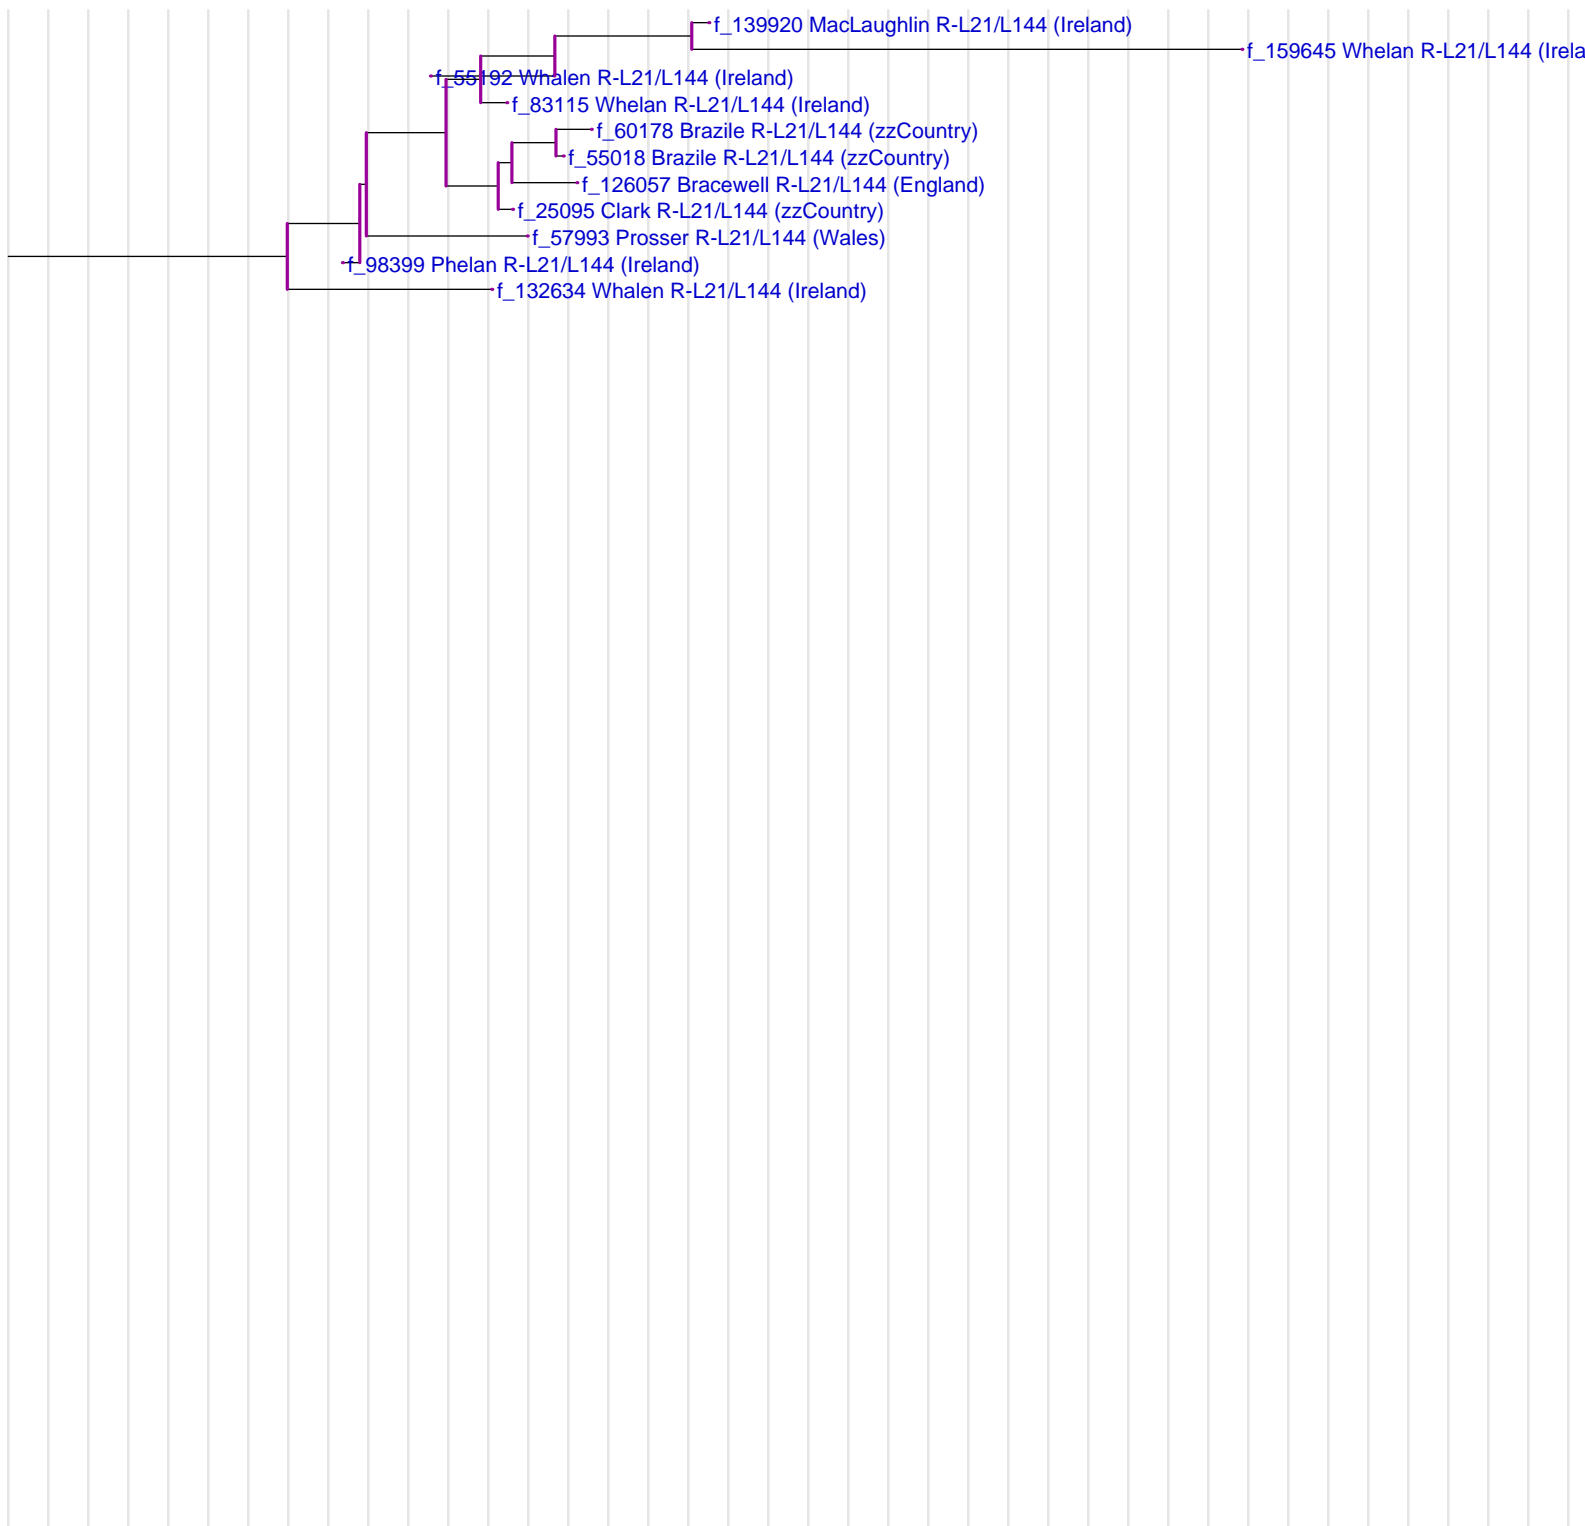 f_139920 MacLaughlin R-L21/L144 (Ireland)
f_159645 Whelan R-L21/L144 (Irela
f_55192 Whalen R-L21/L144 (Ireland)
f_83115 Whelan R-L21/L144 (Ireland)
f_60178 Brazile R-L21/L144 (zzCountry)
f_55018 Brazile R-L21/L144 (zzCountry)
f_126057 Bracewell R-L21/L144 (England)
f_25095 Clark R-L21/L144 (zzCountry)
f_57993 Prosser R-L21/L144 (Wales)
f_98399 Phelan R-L21/L144 (Ireland)
f_132634 Whalen R-L21/L144 (Ireland)